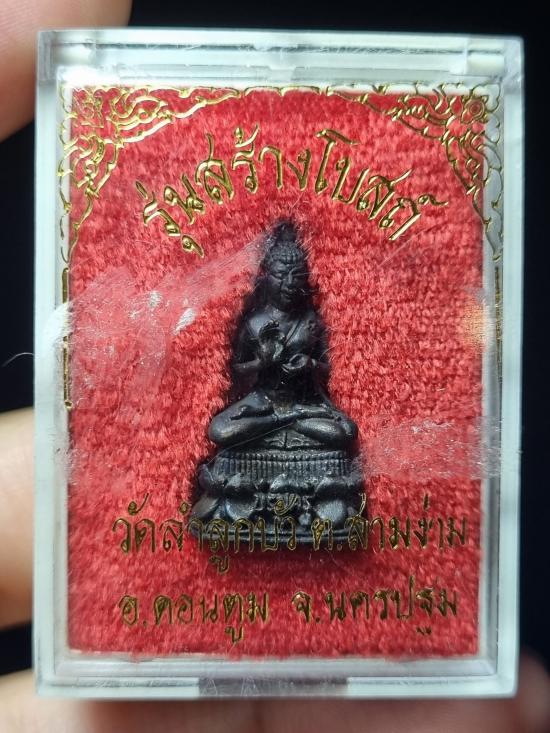 รุ่นสร้างโบสถ์
วัดลำลูกบัว ต.สามง่าม
อ.ดอนตูม จ.นครปฐม